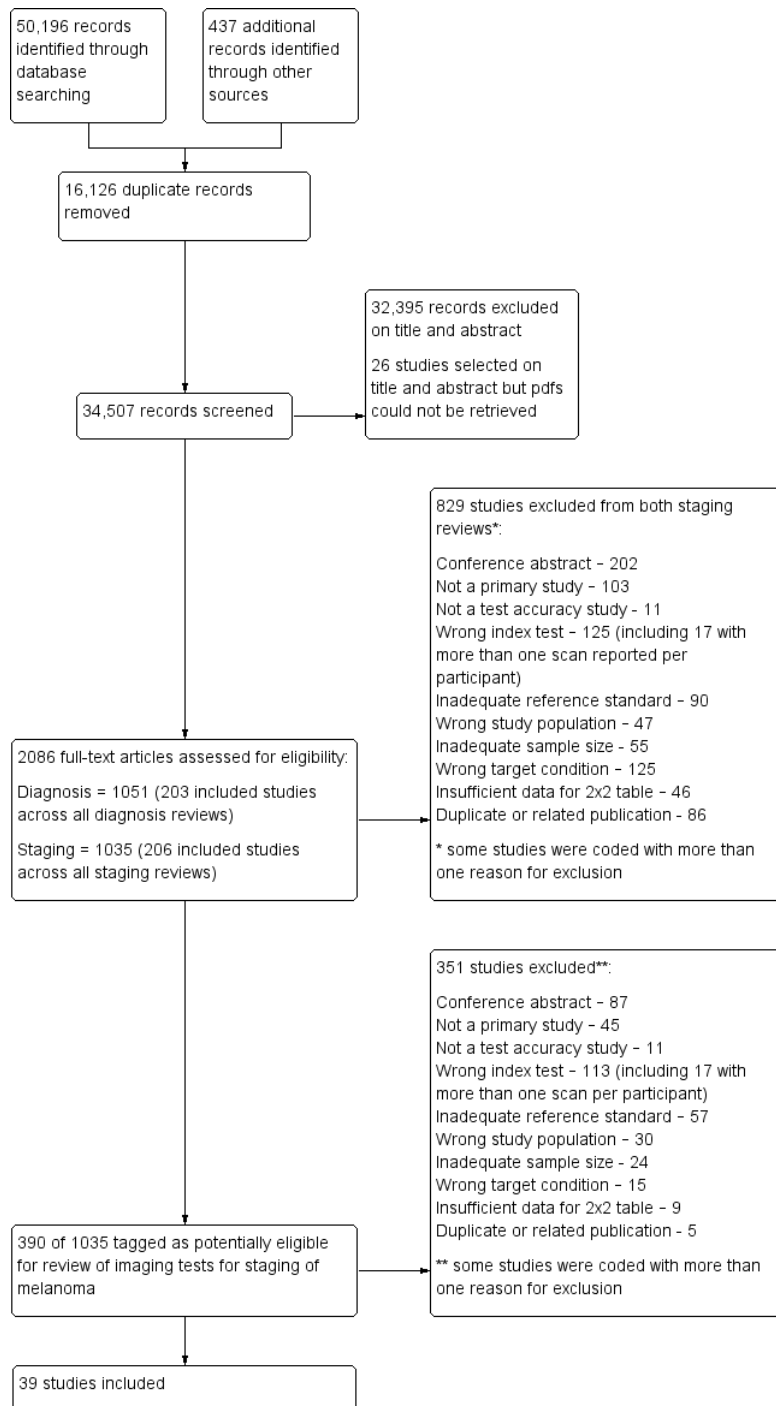 50,196 records
identified through
database
searching
437 additional
records identified
through other
sources
16,126 duplicate records
removed
32,395 records excluded
on title and abstract
26 studies selected on
title and abstract but pdfs
could not be retrieved
34,507 records screened
829 studies excluded from both staging
reviews*:
Conference abstract – 202
Not a primary study – 103
Not a test accuracy study - 11
Wrong index test – 125 (including 17 with
more than one scan reported per
participant)
Inadequate reference standard – 90
Wrong study population – 47
Inadequate sample size - 55
Wrong target condition – 125
Insufficient data for 2x2 table – 46
Duplicate or related publication - 86
* some studies were coded with more than
one reason for exclusion
2086 full-text articles assessed for eligibility:
Diagnosis = 1051 (203 included studies
across all diagnosis reviews)
Staging = 1035 (206 included studies
across all staging reviews)
351 studies excluded**:
Conference abstract – 87
Not a primary study – 45
Not a test accuracy study – 11
Wrong index test – 113 (including 17 with
more than one scan per participant)
Inadequate reference standard – 57
Wrong study population – 30
Inadequate sample size - 24
Wrong target condition – 15
Insufficient data for 2x2 table – 9
Duplicate or related publication - 5
** some studies were coded with more than
one reason for exclusion
390 of 1035 tagged as potentially eligible
for review of imaging tests for staging of
melanoma
39 studies included